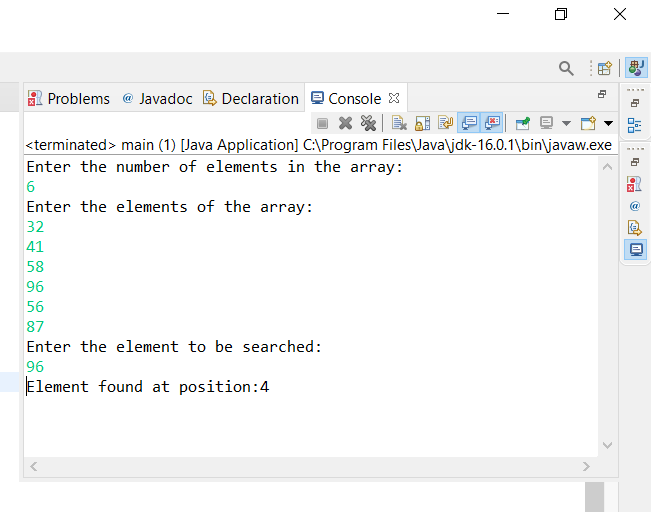 Problems @ Javadoc Declaration Console
<terminated> main (1) [Java Application] C:\Program Files\Java\jdk-16.0.1\bin\javaw.exe
Enter the number of elements in the array:
6
Enter the elements of the array:
32
41
58
96
56
87
Enter the element to be searched:
96
Element found at position:4